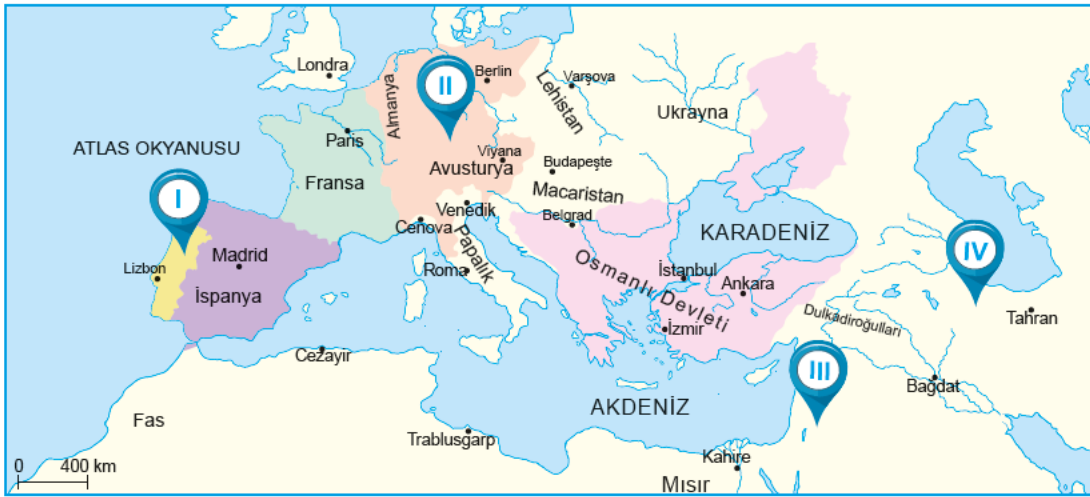 Londra
Almanya
II
Berlin
Lehistan
Varşova
Ukrayna
ATLAS OKYANUSU
Paris
Fransa
Viyana
Avusturya
Budapeşte
Macaristan
I
Lizbon
Madrid
İspanya
Cenova
Venedik
Papalık
Roma
Belgrad
Osmanlı Devleti
KARADENİZ
İstanbul
Ankara
İzmir
Dulkadiroğulları
IV
Tahran
Cezayir
Fas
AKDENİZ
III
Bağdat
Trablusgarp
Kahire
Mısır
0 400 km